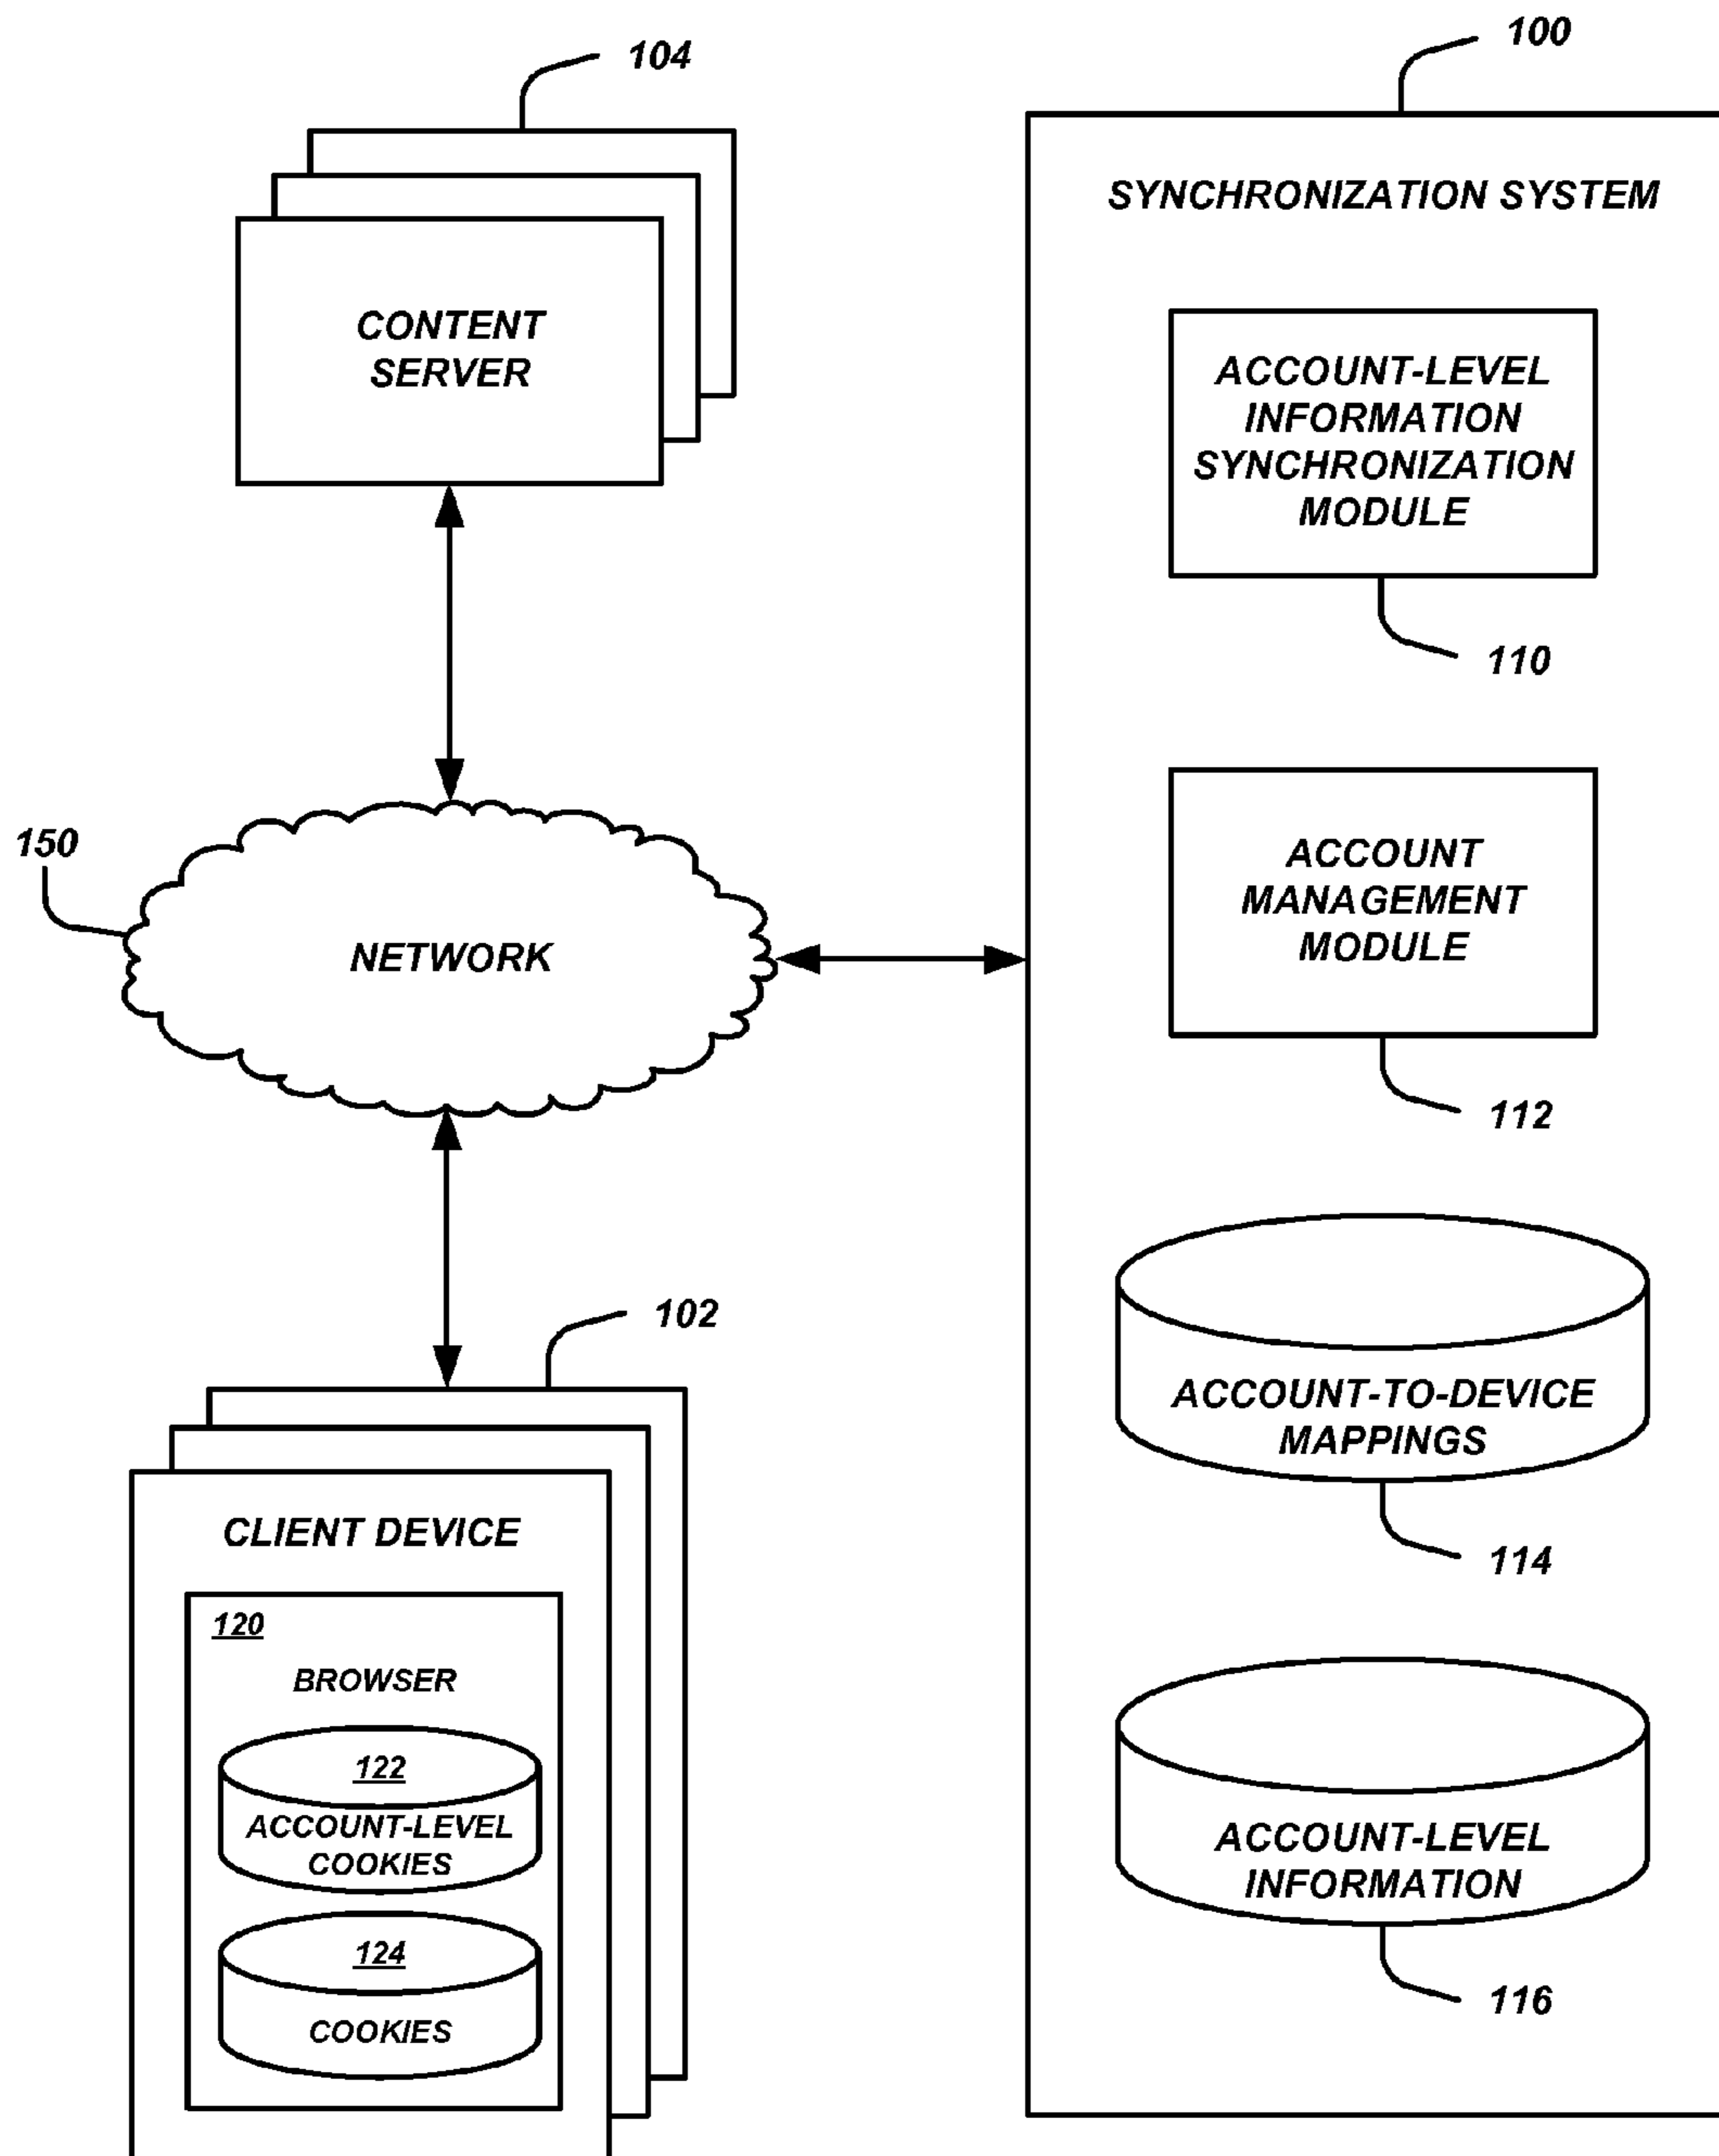 104
CONTENT
SERVER
150
NETWORK
102
CLIENT DEVICE
120
BROWSER
122
ACCOUNT-LEVEL
COOKIES
124
COOKIES
100
SYNCHRONIZATION SYSTEM
ACCOUNT-LEVEL
INFORMATION
SYNCHRONIZATION
MODULE
110
ACCOUNT
MANAGEMENT
MODULE
112
ACCOUNT-TO-DEVICE
MAPPINGS
114
ACCOUNT-LEVEL
INFORMATION
116